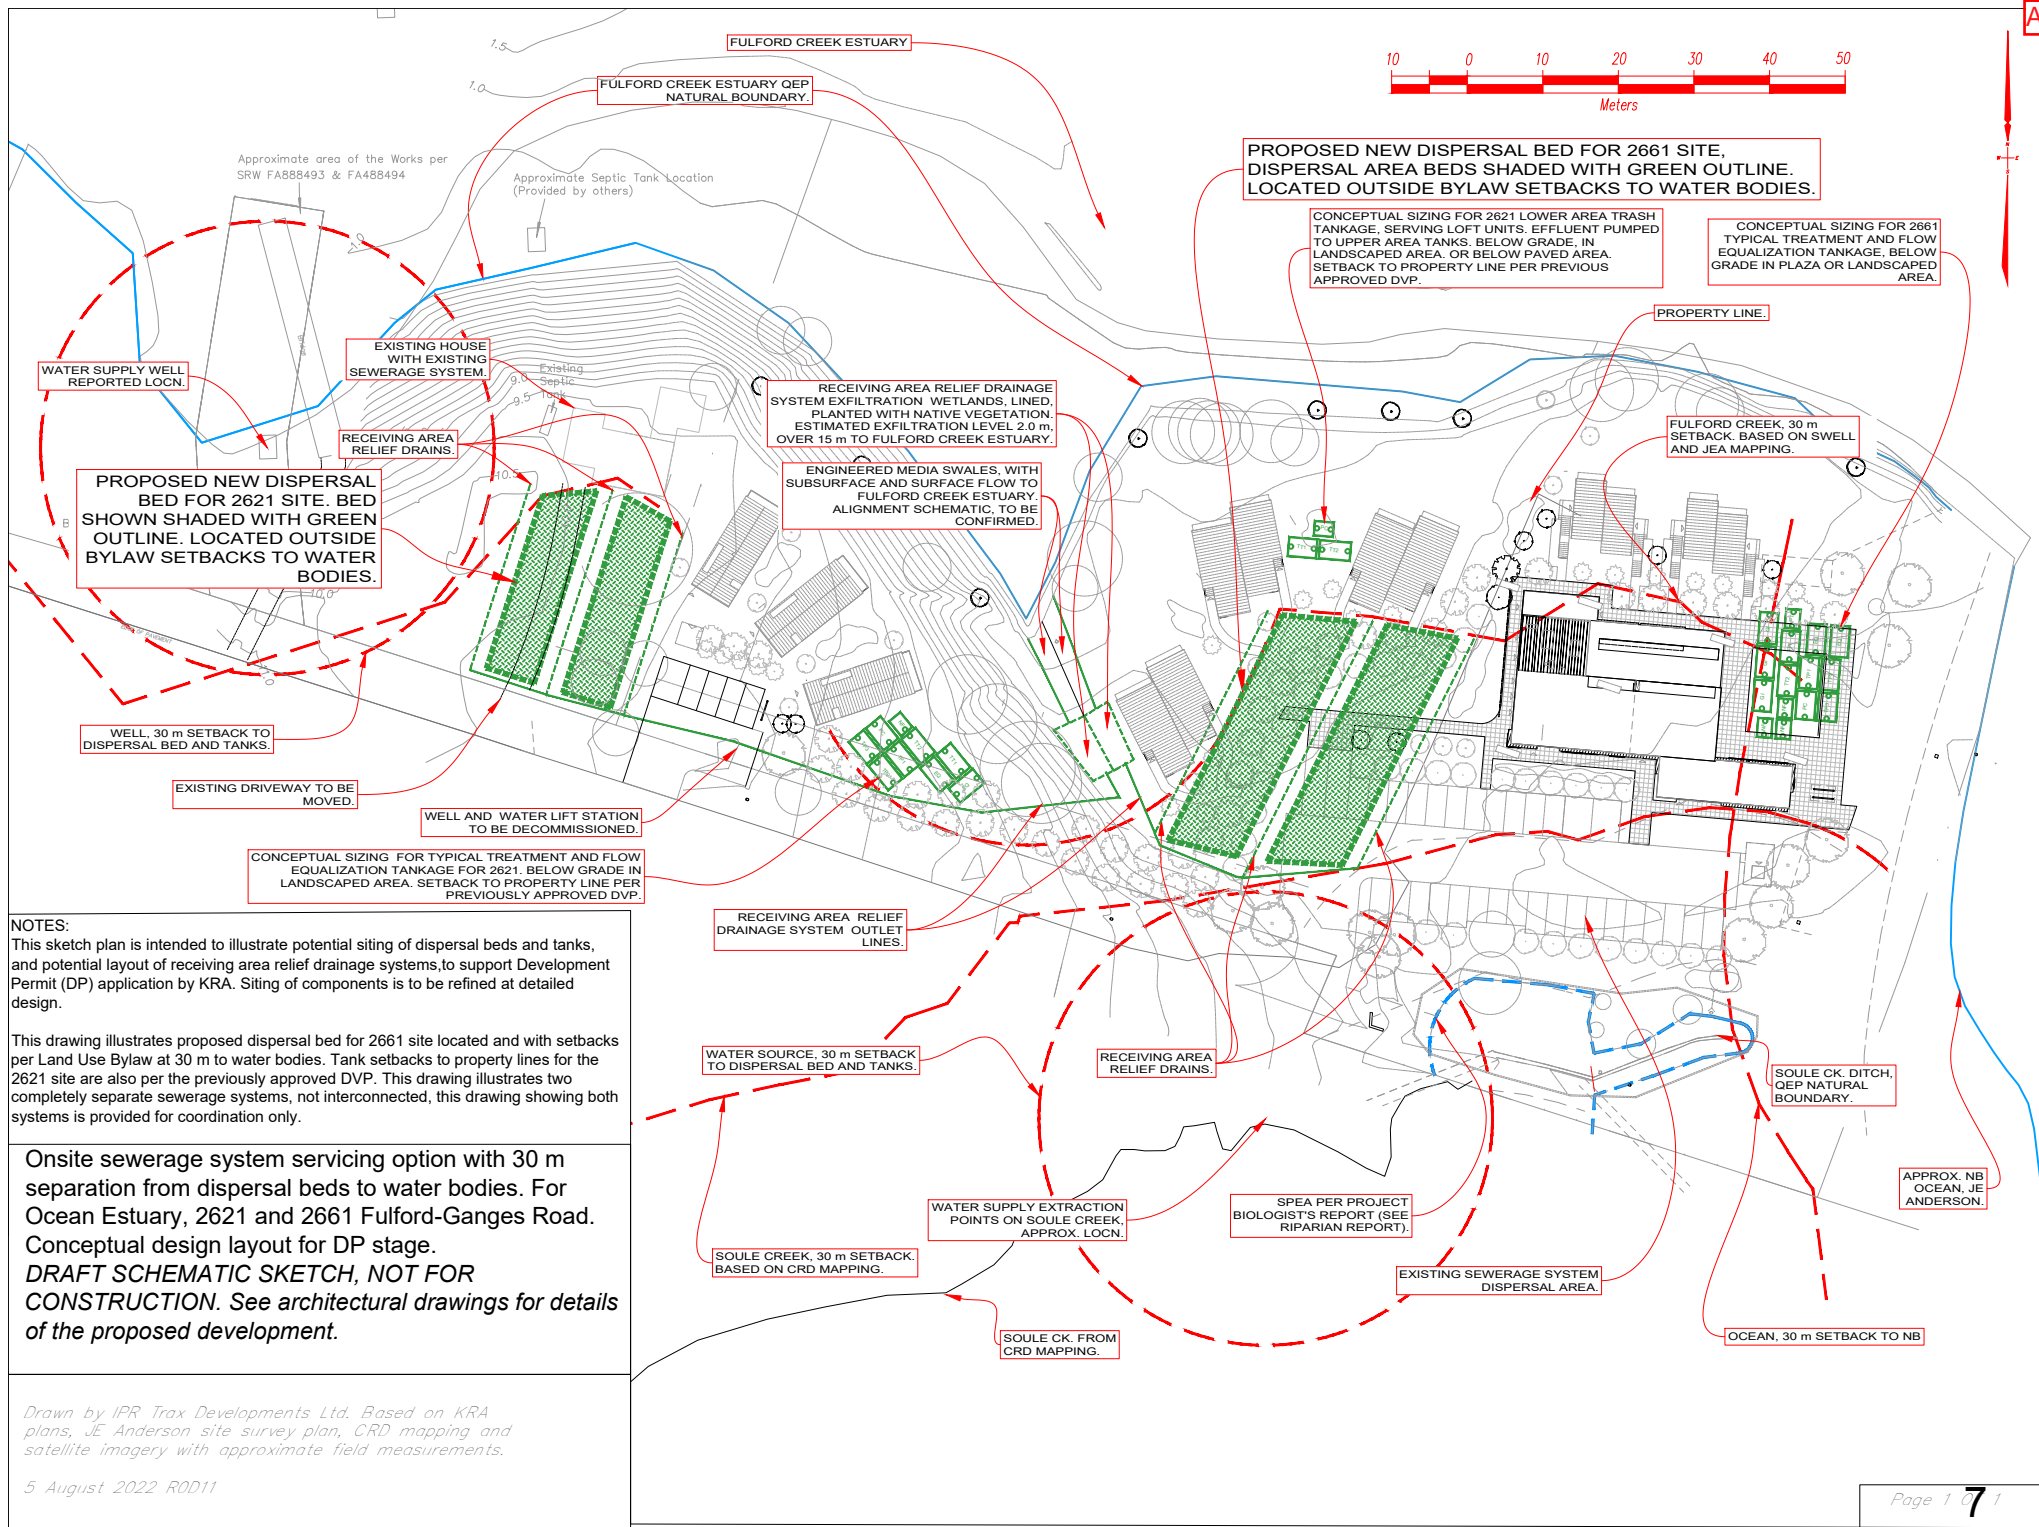 A
1.5
1.0
FULFORD CREEK ESTUARY
FULFORD CREEK ESTUARY QEP
NATURAL BOUNDARY.
10 0 10 20 30 40 50
Meters
Approximate area of the Works per
SRW FA888493 & FA488494
Approximate Septic Tank Location
(Provided by others)
PROPOSED NEW DISPERSAL BED FOR 2661 SITE,
DISPERSAL AREA BEDS SHADED WITH GREEN OUTLINE.
LOCATED OUTSIDE BYLAW SETBACKS TO WATER BODIES.
CONCEPTUAL SIZING FOR 2621 LOWER AREA TRASH
TANKAGE, SERVING LOFT UNITS. EFFLUENT PUMPED
TO UPPER AREA TANKS. BELOW GRADE, IN
LANDSCAPED AREA. OR BELOW PAVED AREA.
SETBACK TO PROPERTY LINE PER PREVIOUS
APPROVED DVP.
CONCEPTUAL SIZING FOR 2661
TYPICAL TREATMENT AND FLOW
EQUALIZATION TANKAGE, BELOW
GRADE IN PLAZA OR LANDSCAPED
AREA.
PROPERTY LINE.
1.0
EXISTING HOUSE
WITH EXISTING
SEWERAGE SYSTEM.
WATER SUPPLY WELL
REPORTED LOCN.
9.0
9.5
Existing
Septic
Tank
RECEIVING AREA
RELIEF DRAINS.
10.5
RECEIVING AREA RELIEF DRAINAGE
SYSTEM EXFILTRATION WETLANDS, LINED,
PLANTED WITH NATIVE VEGETATION.
ESTIMATED EXFILTRATION LEVEL 2.0 m,
OVER 15 m TO FULFORD CREEK ESTUARY.
FULFORD CREEK, 30 m
SETBACK. BASED ON SWELL
AND JEA MAPPING.
ENGINEERED MEDIA SWALES, WITH
SUBSURFACE AND SURFACE FLOW TO
FULFORD CREEK ESTUARY.
ALIGNMENT SCHEMATIC, TO BE
CONFIRMED.
PROPOSED NEW DISPERSAL
BED FOR 2621 SITE. BED
SHOWN SHADED WITH GREEN
OUTLINE. LOCATED OUTSIDE
BYLAW SETBACKS TO WATER
BODIES.
10.0
WELL, 30 m SETBACK TO
DISPERSAL BED AND TANKS.
EXISTING DRIVEWAY TO BE
MOVED.
WELL AND WATER LIFT STATION
TO BE DECOMMISSIONED.
CONCEPTUAL SIZING FOR TYPICAL TREATMENT AND FLOW
EQUALIZATION TANKAGE FOR 2621. BELOW GRADE IN
LANDSCAPED AREA. SETBACK TO PROPERTY LINE PER
PREVIOUSLY APPROVED DVP.
RECEIVING AREA RELIEF
DRAINAGE SYSTEM OUTLET
LINES.
WATER SOURCE, 30 m SETBACK
TO DISPERSAL BED AND TANKS.
RECEIVING AREA
RELIEF DRAINS.
SOULE CK. DITCH,
QEP NATURAL
BOUNDARY.
WATER SUPPLY EXTRACTION
POINTS ON SOULE CREEK,
APPROX. LOCN.
SPEA PER PROJECT
BIOLOGIST'S REPORT (SEE
RIPARIAN REPORT).
APPROX. NB
OCEAN, JE
ANDERSON.
SOULE CREEK, 30 m SETBACK.
BASED ON CRD MAPPING.
EXISTING SEWERAGE SYSTEM
DISPERSAL AREA.
SOULE CK. FROM
CRD MAPPING.
OCEAN, 30 m SETBACK TO NB
NOTES:
This sketch plan is intended to illustrate potential siting of dispersal beds and tanks,
and potential layout of receiving area relief drainage systems,to support Development
Permit (DP) application by KRA. Siting of components is to be refined at detailed
design.
This drawing illustrates proposed dispersal bed for 2661 site located and with setbacks
per Land Use Bylaw at 30 m to water bodies. Tank setbacks to property lines for the
2621 site are also per the previously approved DVP. This drawing illustrates two
completely separate sewerage systems, not interconnected, this drawing showing both
systems is provided for coordination only.
Onsite sewerage system servicing option with 30 m
separation from dispersal beds to water bodies. For
Ocean Estuary, 2621 and 2661 Fulford-Ganges Road.
Conceptual design layout for DP stage.
DRAFT SCHEMATIC SKETCH, NOT FOR
CONSTRUCTION. See architectural drawings for details
of the proposed development.
Drawn by IPR Trax Developments Ltd. Based on KRA
plans, JE Anderson site survey plan, CRD mapping and
satellite imagery with approximate field measurements.
5 August 2022 R0D11
Page 1 Of 1
7